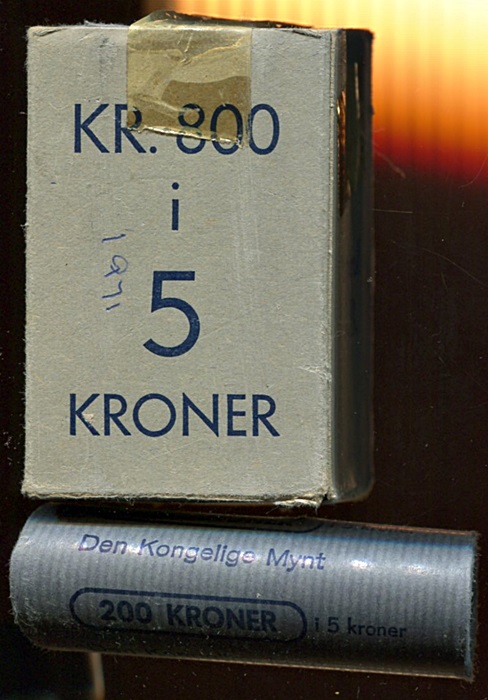 KR. 800
i
5
KRONER
1971
Den Kongelige Mynt
200 KRONER i 5 kroner